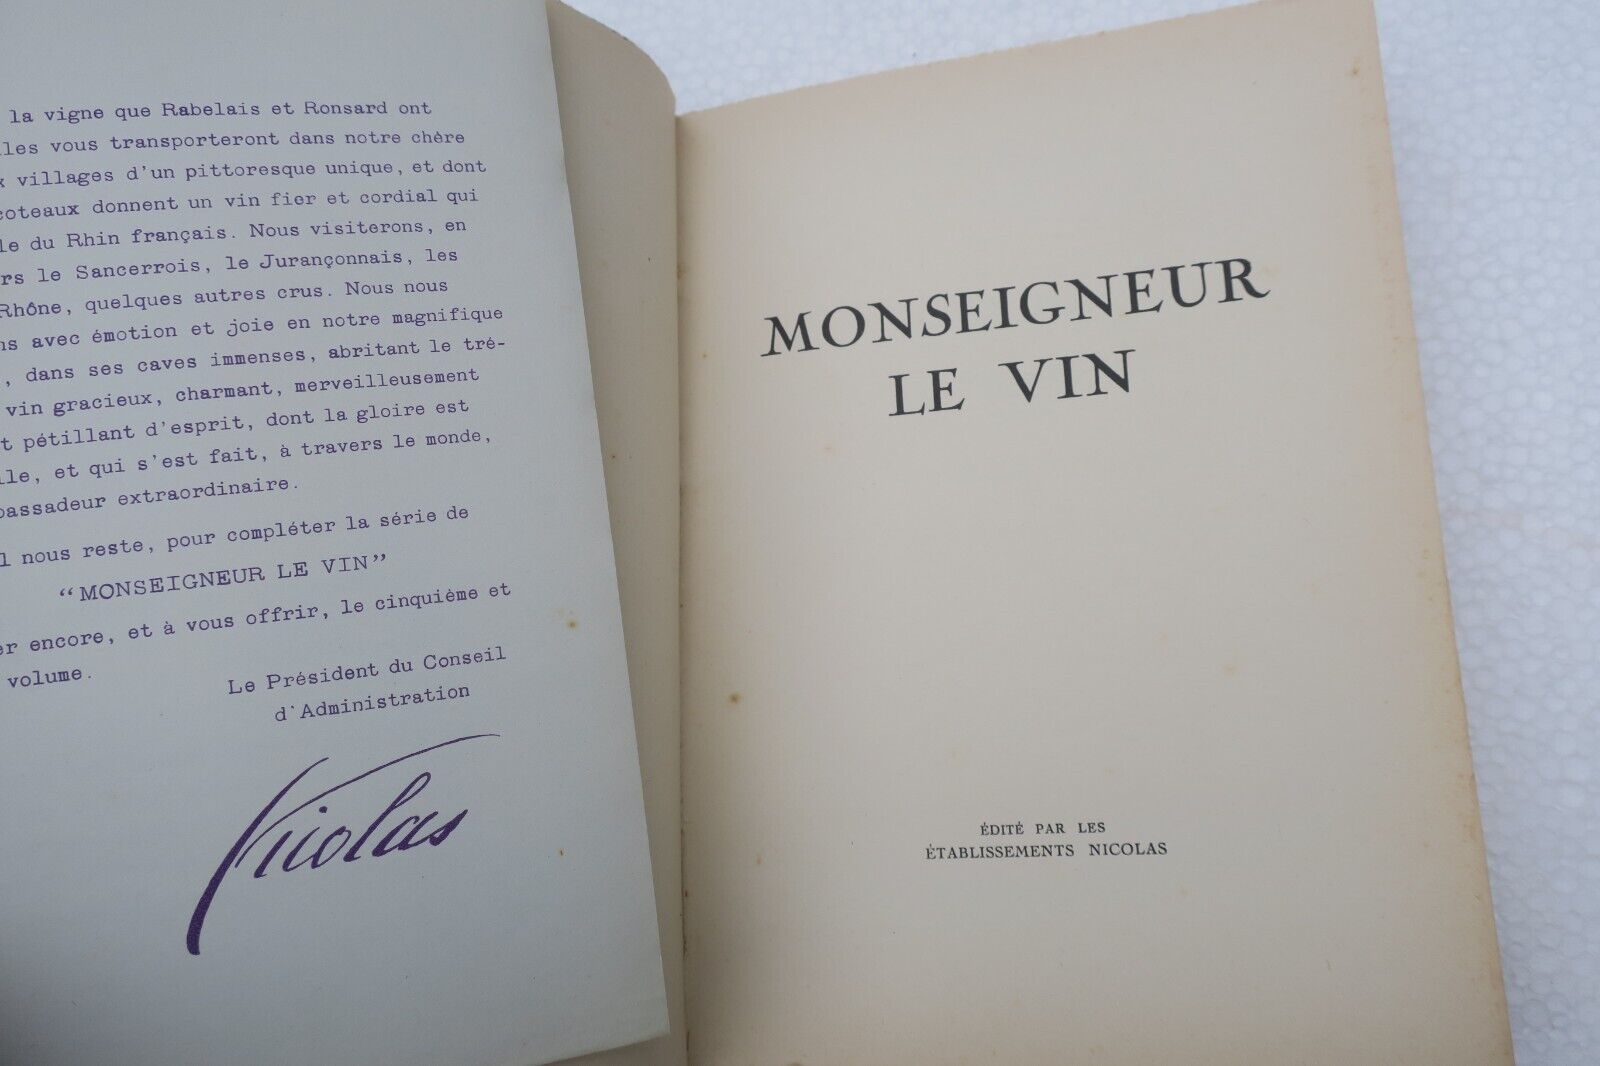 la vigne que Rabelais et Ronsard ont
lles vous transporteront dans notre chère
x villages d'un pittoresque unique, et dont
coteaux donnent un vin fier et cordial qui
le du Rhin français. Nous visiterons, en
rs le Sancerrois, le Jurançonnais, les
Rhône, quelques autres crus. Nous nous
ns avec émotion et joie en notre magnifique
, dans ses caves immenses, abritant le tré-
vin gracieux, charmant, merveilleusement
t pétillant d'esprit, dont la gloire est
lle, et qui s'est fait, à travers le monde,
bassadeur extraordinaire.
l nous reste, pour compléter la série de
“MONSEIGNEUR LE VIN”
er encore, et à vous offrir, le cinquième et
volume.
Le Président du Conseil
d'Administration
Nicolas
MONSEIGNEUR
LE VIN
ÉDITÉ PAR LES
ÉTABLISSEMENTS NICOLAS